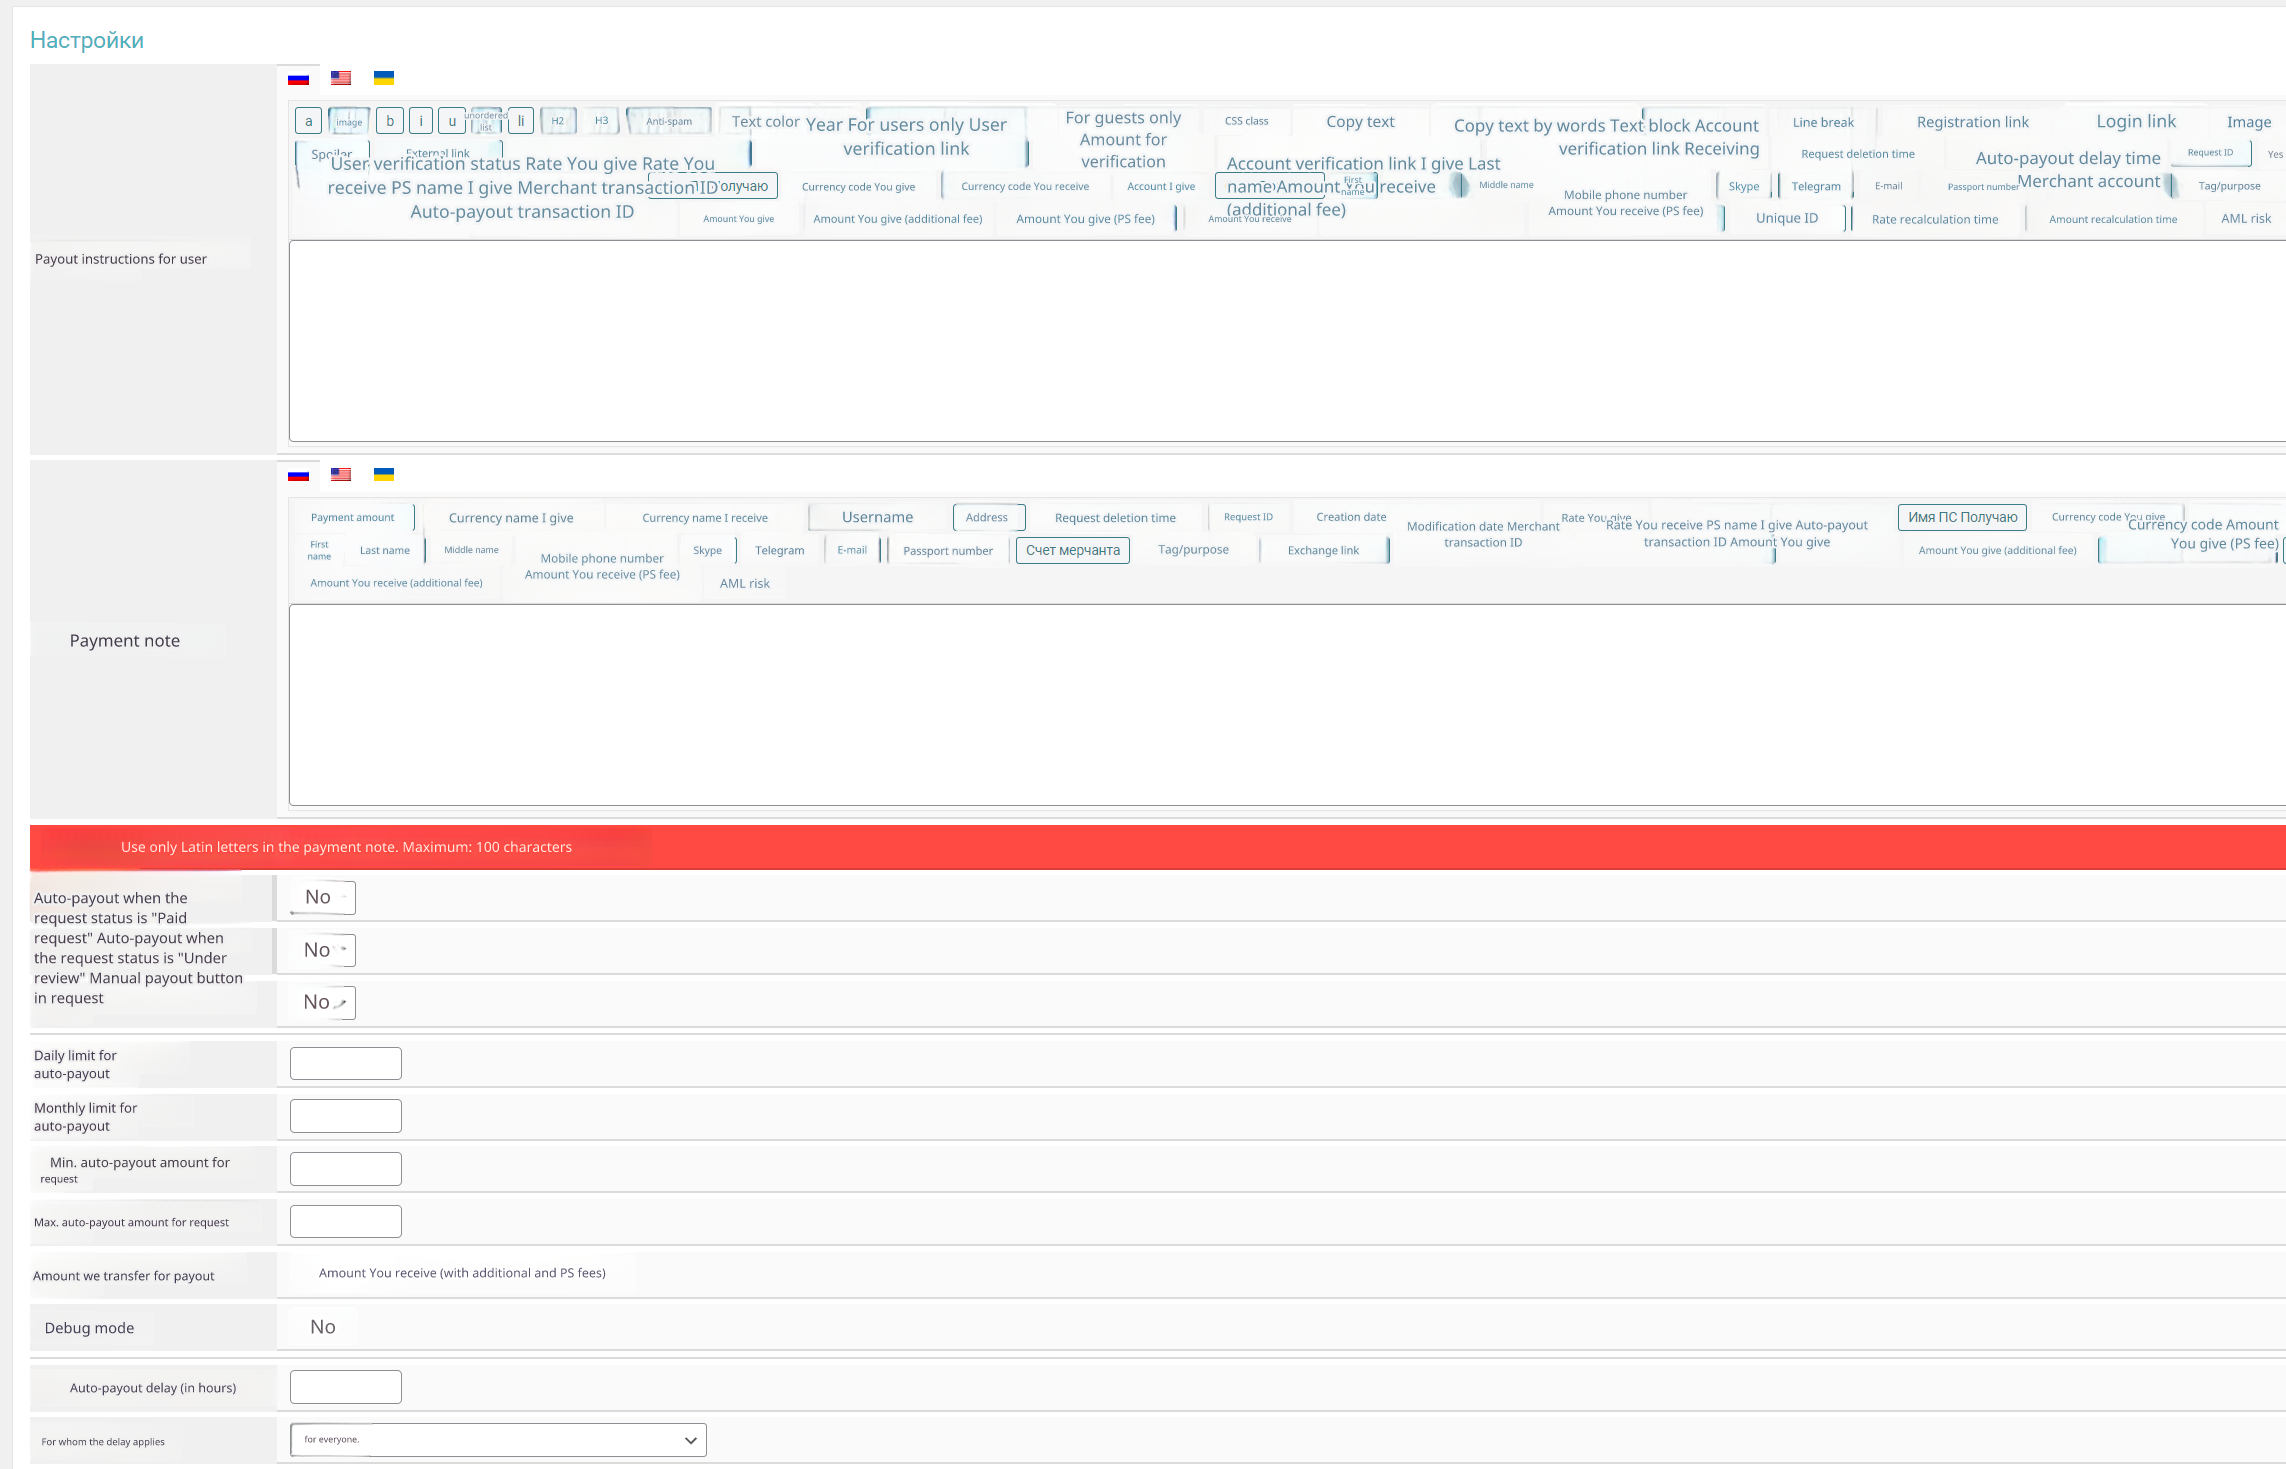 Настройки
a image b i u unordered list li H2 H3 Anti-spam Text color Year For users only User verification link For guests only Amount for verification CSS class Copy text Copy text by words Text block Account verification link Receiving Line break Registration link Login link Image
Spoiler External link Request deletion time Auto-payout delay time Merchant account Request ID Yes
User verification status Rate You give Rate You
receive PS name I give Merchant transaction ID
Auto-payout transaction ID
Получаю Currency code You give Currency code You receive Account I give
Account verification link I give Last
name Amount You receive
(additional fee)
First name Middle name Mobile phone number
Amount You receive (PS fee)
Skype Telegram E-mail Passport number Tag/purpose
Amount You give Amount You give (additional fee) Amount You give (PS fee) Amount You receive Unique ID Rate recalculation time Amount recalculation time AML risk
Payout instructions for user
Payment amount Currency name I give Currency name I receive Username Address Request deletion time Request ID Creation date
Modification date Merchant
transaction ID
Rate You give
Rate You receive PS name I give Auto-payout
transaction ID Amount You give
Имя ПС Получаю Currency code You give
Currency code Amount
You give (PS fee)
First name Last name Middle name
Mobile phone number
Amount You receive (PS fee)
Skype Telegram E-mail Passport number Счет мерчанта Tag/purpose Exchange link Amount You give (additional fee)
Amount You receive (additional fee) AML risk
Payment note
Use only Latin letters in the payment note. Maximum: 100 characters
Auto-payout when the
request status is "Paid
request" Auto-payout when
the request status is "Under
review" Manual payout button
in request
No
No
No
Daily limit for
auto-payout
Monthly limit for
auto-payout
Min. auto-payout amount for
request
Max. auto-payout amount for request
Amount we transfer for payout Amount You receive (with additional and PS fees)
Debug mode No
Auto-payout delay (in hours)
For whom the delay applies for everyone.